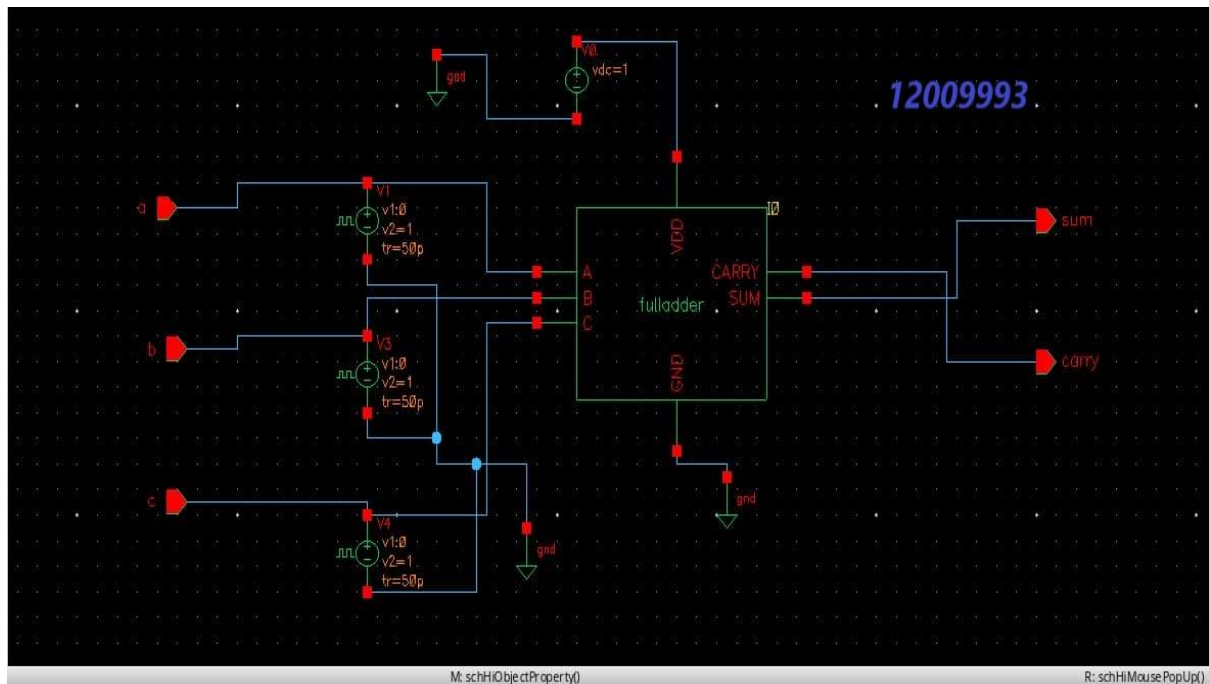 gnd
V0
vdc=1
12009993
a
V1
v1:0
v2=1
tr=50p
I0
VDD
sum
A
CARRY
B
fulladder
SUM
C
b
V3
v1:0
v2=1
tr=50p
GND
carry
c
V4
v1:0
v2=1
tr=50p
gnd
gnd
M: schHiObjectProperty()
R: schHiMousePopUp()